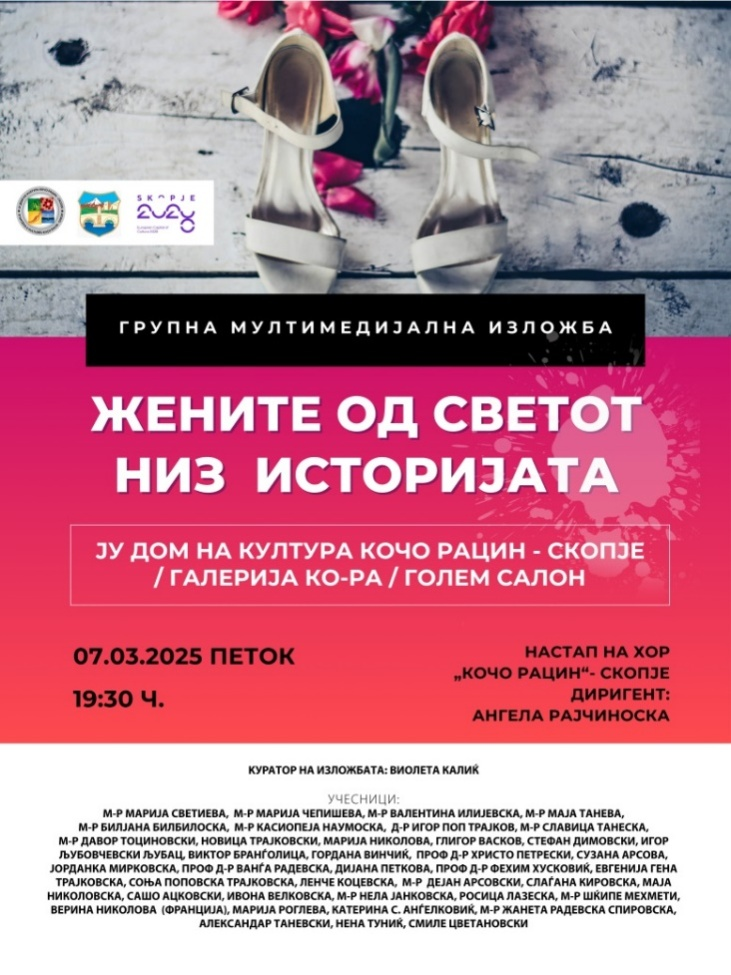 SKOPJE
2028
ГРУПНА МУЛТИМЕДИЈАЛНА ИЗЛОЖБА
ЖЕНИТЕ ОД СВЕТОТ
НИЗ ИСТОРИЈАТА
ЈУ ДОМ НА КУЛТУРА КОЧО РАЦИН - СКОПЈЕ
/ ГАЛЕРИЈА КО-РА / ГОЛЕМ САЛОН
07.03.2025 ПЕТОК
19:30 Ч.
НАСТАП НА ХОР
„КОЧО РАЦИН“- СКОПЈЕ
ДИРИГЕНТ:
АНГЕЛА РАЈЧИНОСКА
КУРАТОР НА ИЗЛОЖБАТА: ВИОЛЕТА КАЛИЌ
УЧЕСНИЦИ:
М-Р МАРИЈА СВЕТИЕВА, М-Р МАРИЈА ЧЕПИШЕВА, М-Р ВАЛЕНТИНА ИЛИЈЕВСКА, М-Р МАЈА ТАНЕВА,
М-Р БИЛЈАНА БИЛБИЛОСКА, М-Р КАСИОПЕЈА НАУМОСКА, Д-Р ИГОР ПОП ТРАЈКОВ, М-Р СЛАВИЦА ТАНЕСКА,
М-Р ДАВОР ТОЦИНОВСКИ, НОВИЦА ТРАЈКОВСКИ, МАРИЈА НИКОЛОВА, ГЛИГОР ВАСКОВ, СТЕФАН ДИМОВСКИ, ИГОР
ЉУБОВЧЕВСКИ ЉУБАЦ, ВИКТОР БРАНЃОЛИЦА, ГОРДАНА ВИНЧИЌ, ПРОФ Д-Р ХРИСТО ПЕТРЕСКИ, СУЗАНА АРСОВА,
ЈОРДАНКА МИРКОВСКА, ПРОФ Д-Р ВАНЃА РАДЕВСКА, ДИЈАНА ПЕТКОВА, ПРОФ Д-Р ФЕХИМ ХУСКОВИЌ, ЕВГЕНИЈА ГЕНА
ТРАЈКОВСКА, СОЊА ПОПОВСКА ТРАЈКОВСКА, ЛЕНЧЕ КОЦЕВСКА, М-Р ДЕЈАН АРСОВСКИ, СЛАЃАНА КИРОВСКА, МАЈА
НИКОЛОВСКА, САШО АЦКОВСКИ, ИВОНА ВЕЛКОВСКА, М-Р НЕЛА ЈАНКОВСКА, РОСИЦА ЛАЗЕСКА, М-Р ШЌИПЕ МЕХМЕТИ,
ВЕРИНА НИКОЛОВА (ФРАНЦИЈА), МАРИЈА РОГЛЕВА, КАТЕРИНА С. АНЃЕЛКОВИЌ, М-Р ЖАНЕТА РАДЕВСКА СПИРОВСКА,
АЛЕКСАНДАР ТАНЕВСКИ, НЕНА ТУНИЌ, СМИЛЕ ЦВЕТАНОВСКИ